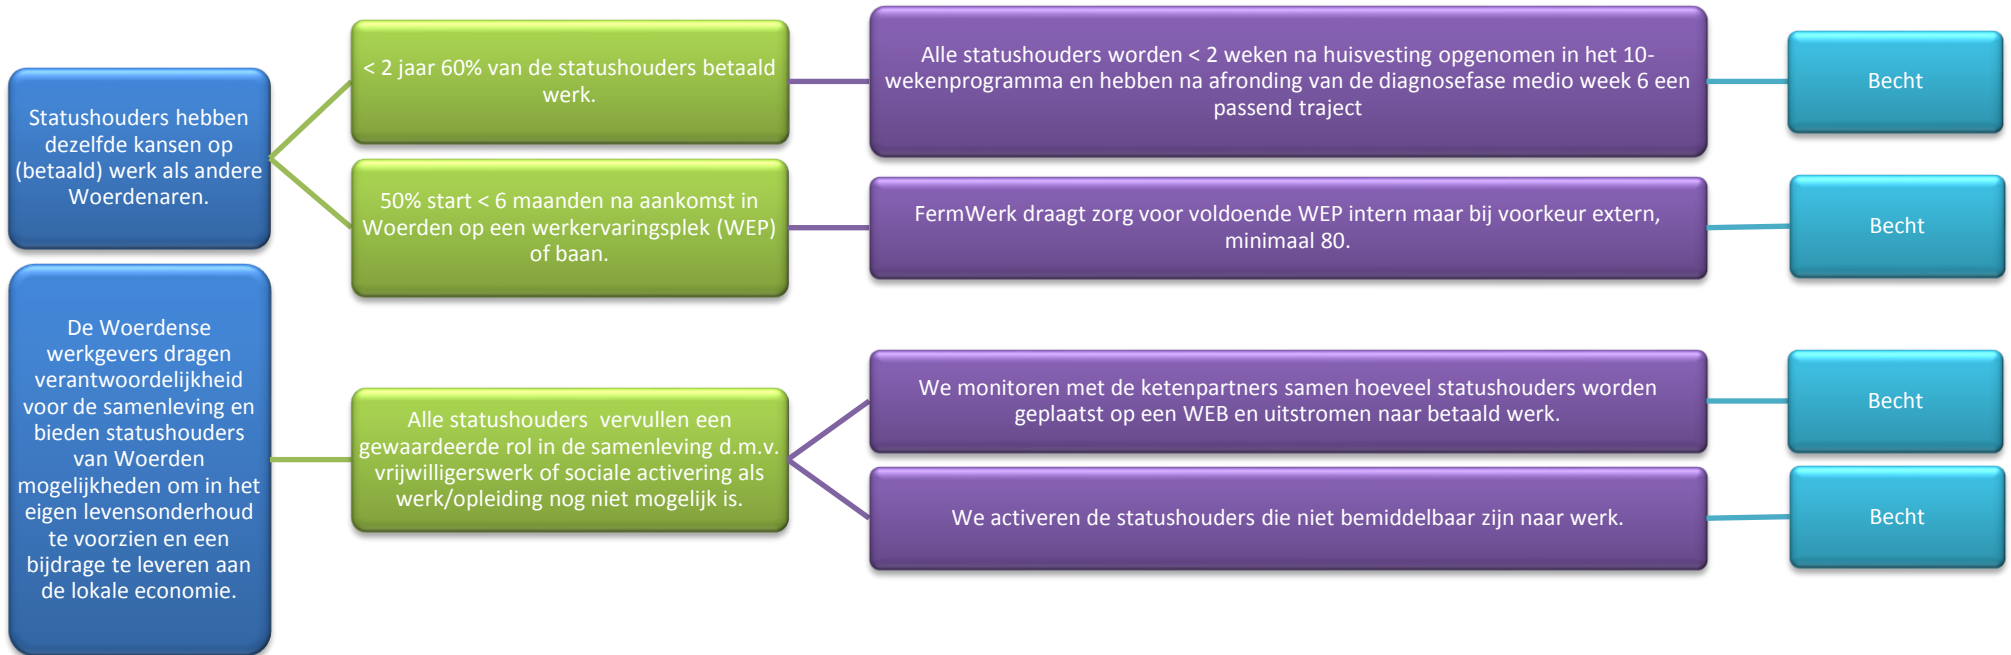 Statushouders hebben
dezelfde kansen op
(betaald) werk als andere
Woerdenaren.
< 2 jaar 60% van de statushouders betaald
werk.
Alle statushouders worden < 2 weken na huisvesting opgenomen in het 10-
wekenprogramma en hebben na afronding van de diagnosefase medio week 6 een
passend traject
Becht
50% start < 6 maanden na aankomst in
Woerden op een werkervaringsplek (WEP)
of baan.
FermWerk draagt zorg voor voldoende WEP intern maar bij voorkeur extern,
minimaal 80.
Becht
De Woerdense
werkgevers dragen
verantwoordelijkheid
voor de samenleving en
bieden statushouders
van Woerden
mogelijkheden om in het
eigen levensonderhoud
te voorzien en een
bijdrage te leveren aan
de lokale economie.
Alle statushouders  vervullen een
gewaardeerde rol in de samenleving d.m.v.
vrijwilligerswerk of sociale activering als
werk/opleiding nog niet mogelijk is.
We monitoren met de ketenpartners samen hoeveel statushouders worden
geplaatst op een WEB en uitstromen naar betaald werk.
Becht
We activeren de statushouders die niet bemiddelbaar zijn naar werk.
Becht